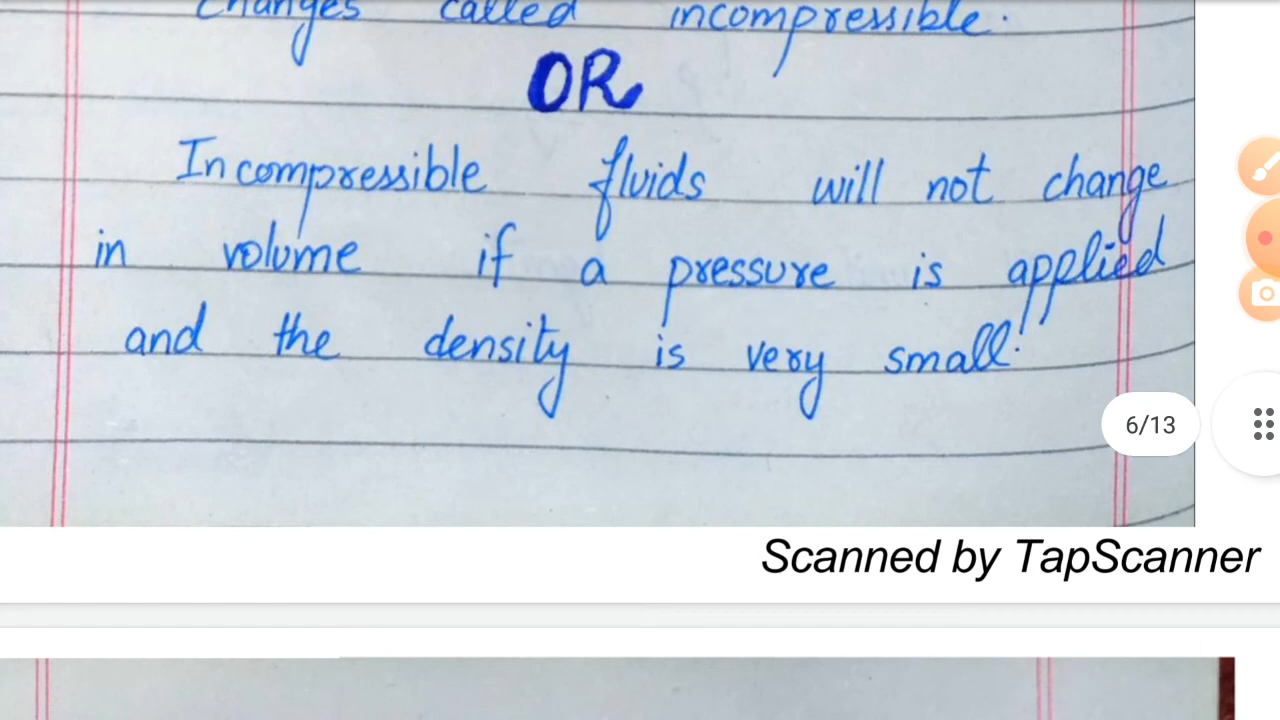 changes called incompressible.
OR
Incompressible fluids will not change
in volume if a pressure is applied
and the density is very small.
6/13
Scanned by TapScanner